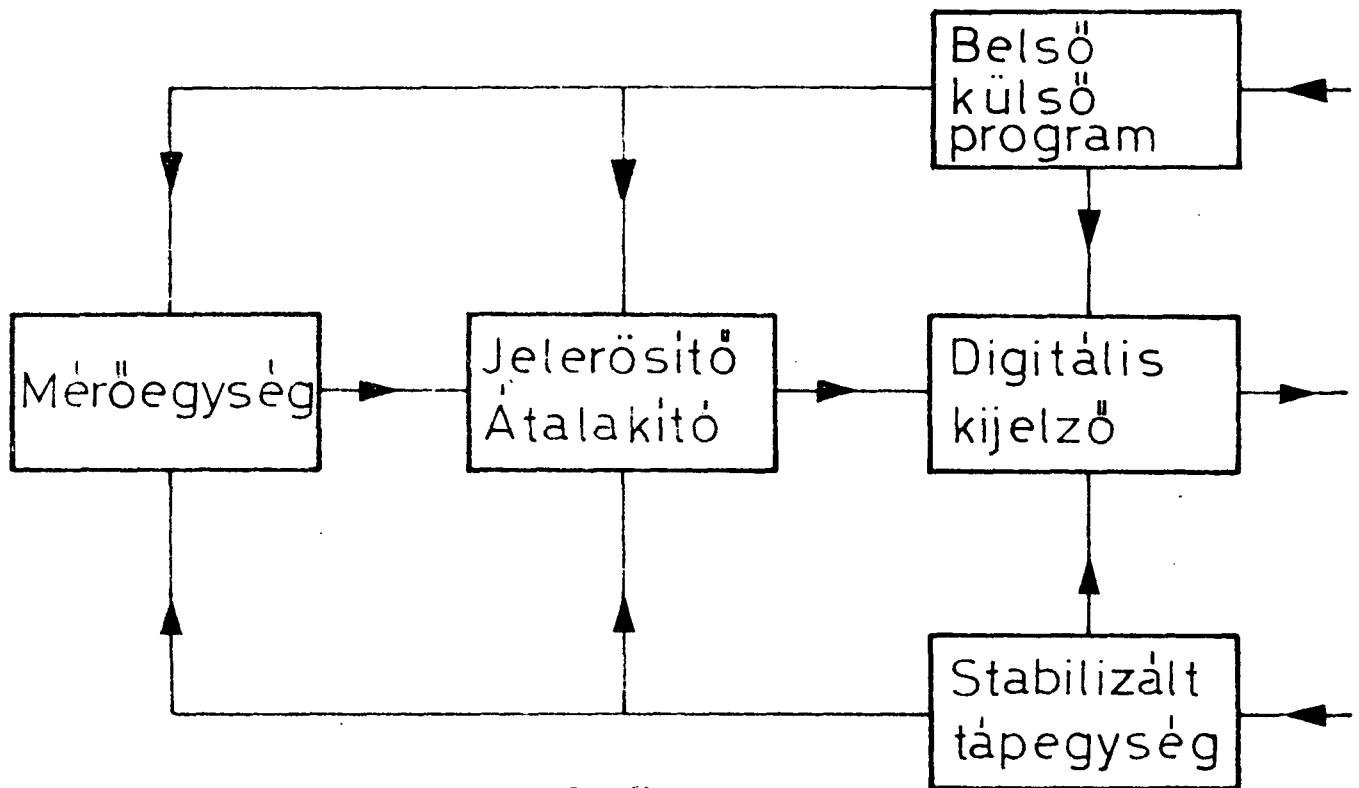 Belső
külső
program
Mérőegység
Jelerősítő
Átalakító
Digitális
kijelző
Stabilizált
tápegység